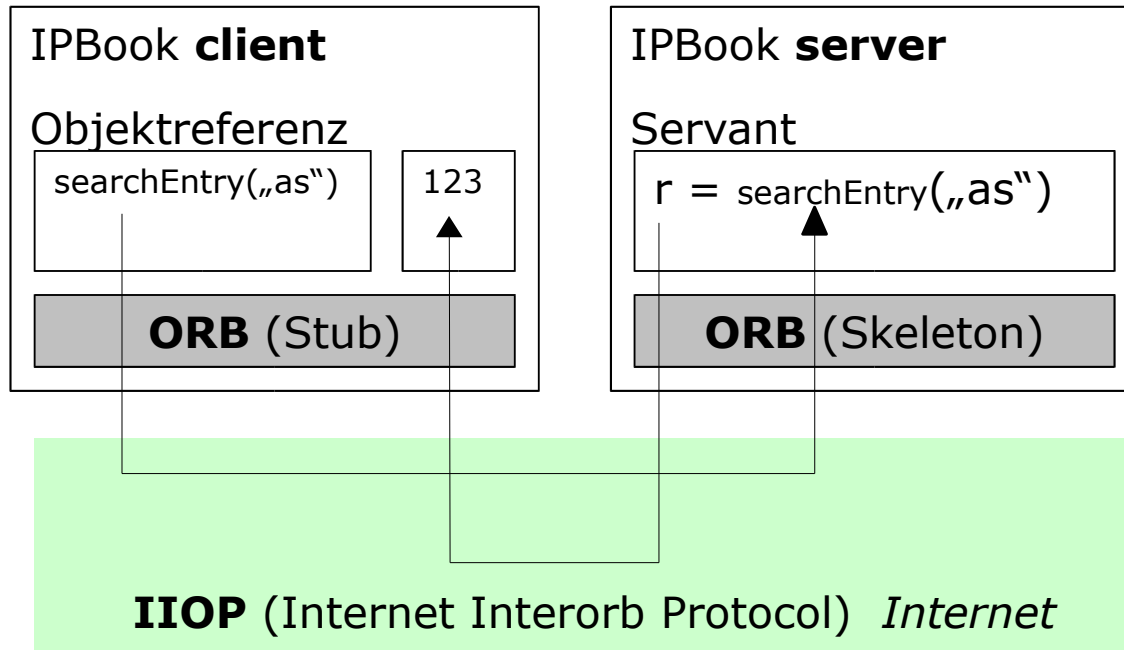 IPBook client
Objektreferenz
searchEntry(„as“)
123
ORB (Stub)
IPBook server
Servant
r = searchEntry(„as“)
ORB (Skeleton)
IIOP (Internet Interorb Protocol) Internet